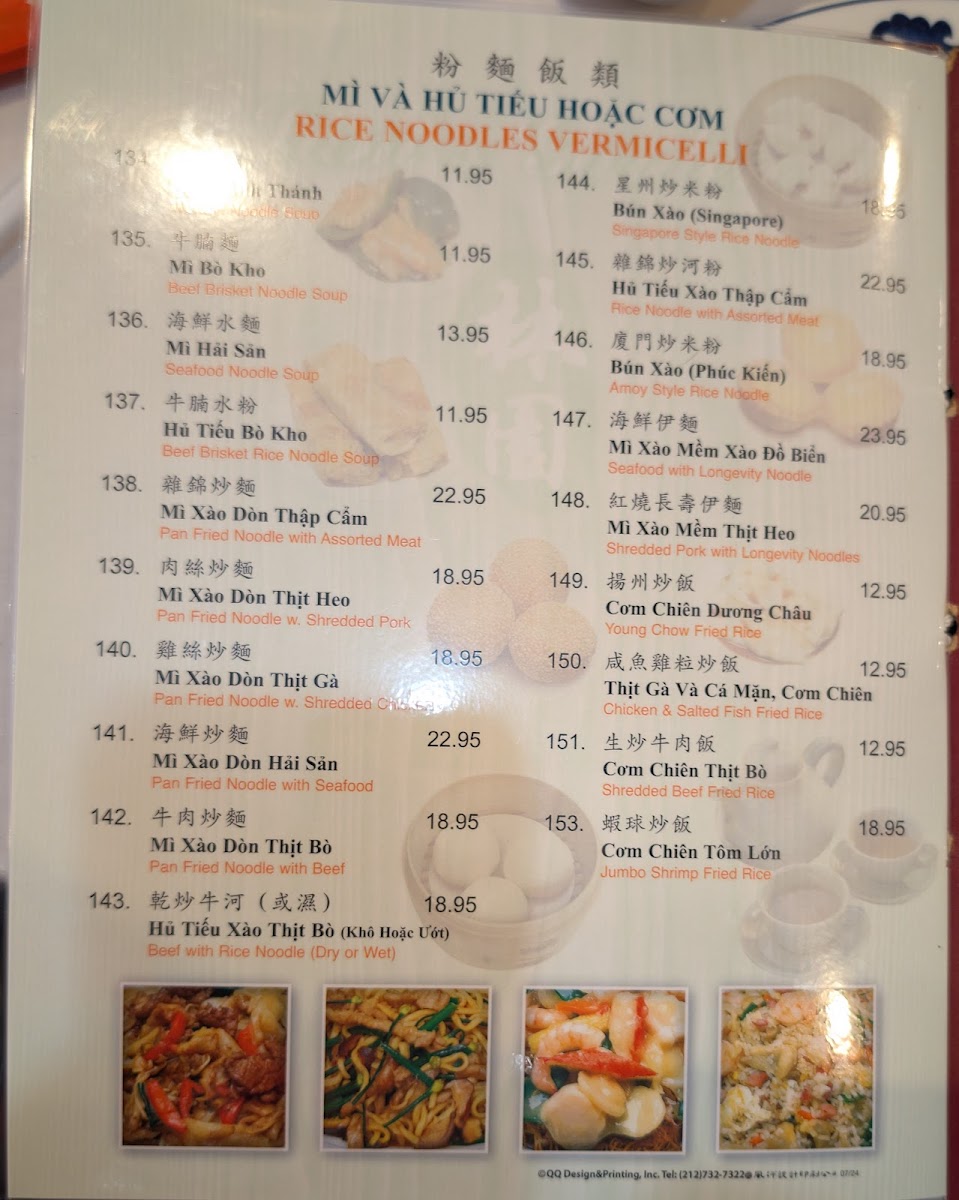 粉麵飯類
MÌ VÀ HỦ TIẾU HOẶC CƠM
RICE NOODLES VERMICELLI
134.
Thánh
Noodle Soup
11.95
135. 牛腩麵
Mì Bò Kho
Beef Brisket Noodle Soup
11.95
136. 海鮮水麵
Mì Hải Sản
Seafood Noodle Soup
13.95
137. 牛腩水粉
Hủ Tiếu Bò Kho
Beef Brisket Rice Noodle Soup
11.95
138. 雜錦炒麵
Mì Xào Dòn Thập Cẩm
Pan Fried Noodle with Assorted Meat
22.95
139. 肉絲炒麵
Mì Xào Dòn Thịt Heo
Pan Fried Noodle w. Shredded Pork
18.95
140. 雞絲炒麵
Mì Xào Dòn Thịt Gà
Pan Fried Noodle w. Shredded
18.95
141. 海鮮炒麵
Mì Xào Dòn Hải Sản
Pan Fried Noodle with Seafood
22.95
142. 牛肉炒麵
Mì Xào Dòn Thịt Bò
Pan Fried Noodle with Beef
18.95
143. 乾炒牛河（或濕）
Hủ Tiếu Xào Thịt Bò (Khô Hoặc Ướt)
Beef with Rice Noodle (Dry or Wet)
18.95
144. 星州炒米粉
Bún Xào (Singapore)
Singapore Style Rice Noodle
18.95
145. 雜錦炒河粉
Hủ Tiếu Xào Thập Cẩm
Rice Noodle with Assorted Meat
22.95
146. 廈門炒米粉
Bún Xào (Phúc Kiến)
Amoy Style Rice Noodle
18.95
147. 海鮮伊麵
Mì Xào Mềm Xào Đồ Biển
Seafood with Longevity Noodle
23.95
148. 紅燒長壽伊麵
Mì Xào Mềm Thịt Heo
Shredded Pork with Longevity Noodles
20.95
149. 揚州炒飯
Cơm Chiên Dương Châu
Young Chow Fried Rice
12.95
150. 咸魚雞粒炒飯
Thịt Gà Và Cá Mặn, Cơm Chiên
Chicken & Salted Fish Fried Rice
12.95
151. 生炒牛肉飯
Cơm Chiên Thịt Bò
Shredded Beef Fried Rice
12.95
153. 蝦球炒飯
Cơm Chiên Tôm Lớn
Jumbo Shrimp Fried Rice
18.95
©QQ Design&Printing, Inc. Tel: (212)732-7322 07/04